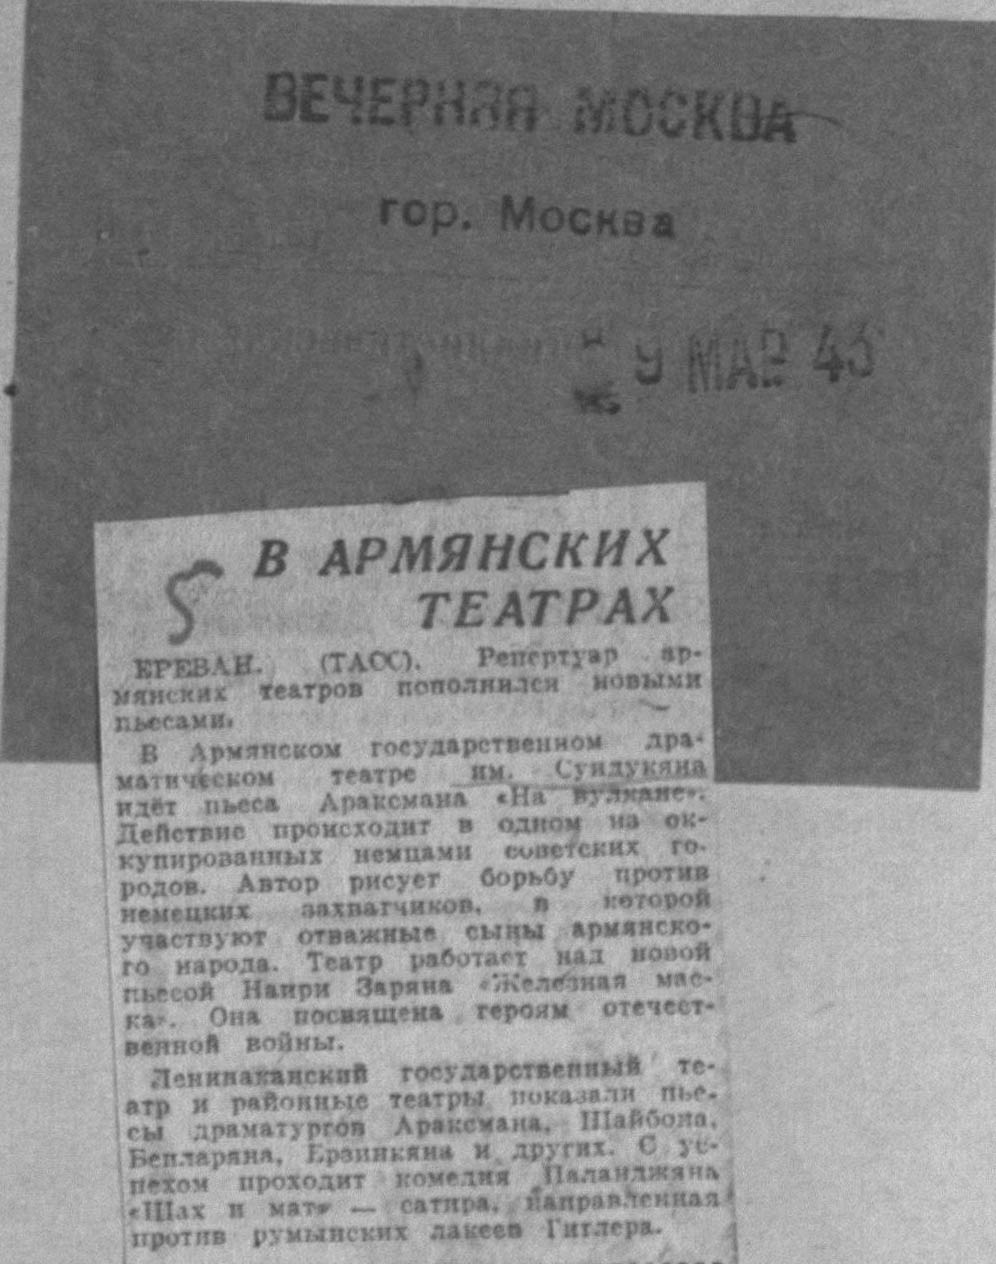 ВЕЧЕРНЯЯ МОСКВА
гор. Москва
9 МАР 43
В АРМЯНСКИХ
ТЕАТРАХ
ЕРЕВАН. (ТАСС). Репертуар ар-
мянских театров пополнился новыми
пьесами.
В Армянском государственном дра-
матическом театре им. Сундукяна
идёт пьеса Араксмана «На вулкане».
Действие происходит в одном из ок-
купированных немцами советских го-
родов. Автор рисует борьбу против
немецких захватчиков, в которой
участвуют отважные сыны армянско-
го народа. Театр работает над новой
пьесой Наири Заряна «Железная мас-
ка». Она посвящена героям отечест-
венной войны.
Ленинаканский государственный те-
атр и районные театры показали пье-
сы драматургов Араксмана, Шайбона,
Бепларяна, Ерзинкяна и других. С ус-
пехом проходит комедия Паланджяна
«Шах и мат» — сатира, направленная
против румынских лакеев Гитлера.